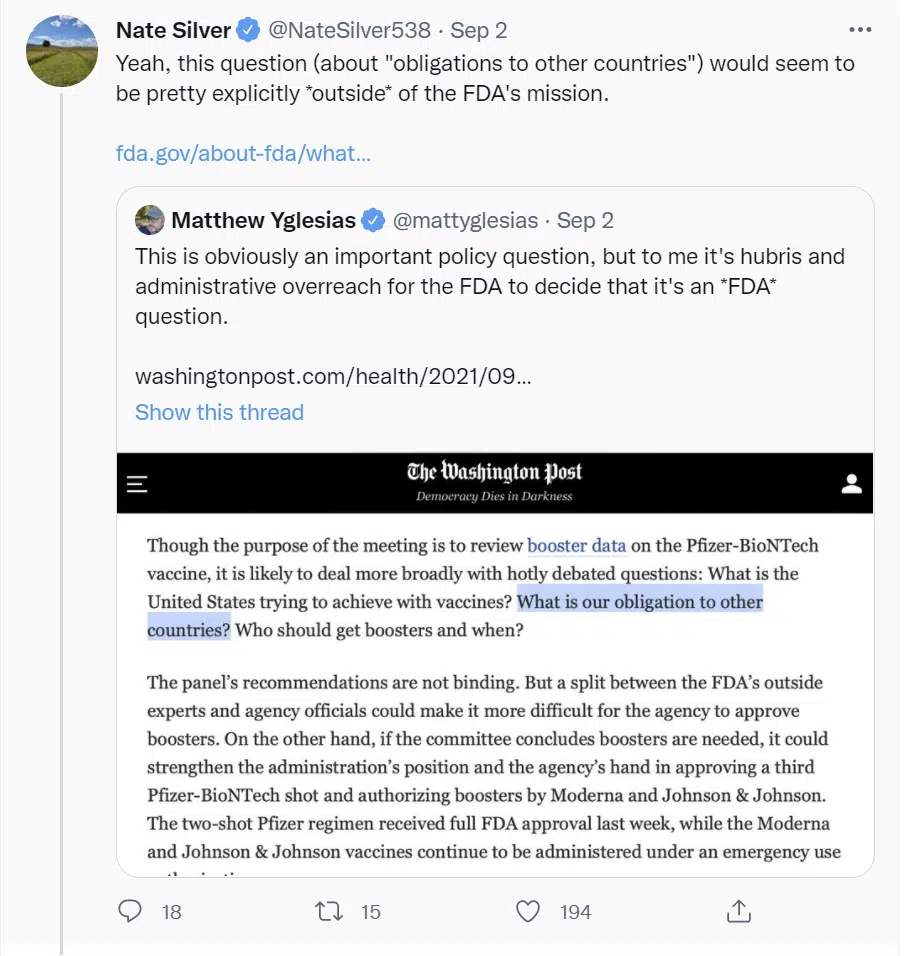 Nate Silver @NateSilver538 · Sep 2
Yeah, this question (about "obligations to other countries") would seem to
be pretty explicitly *outside* of the FDA's mission.
fda.gov/about-fda/what...
Matthew Yglesias @mattyglesias · Sep 2
This is obviously an important policy question, but to me it's hubris and
administrative overreach for the FDA to decide that it's an *FDA*
question.
washingtonpost.com/health/2021/09...
Show this thread
The Washington Post
Democracy Dies in Darkness
Though the purpose of the meeting is to review booster data on the Pfizer-BioNTech
vaccine, it is likely to deal more broadly with hotly debated questions: What is the
United States trying to achieve with vaccines? What is our obligation to other
countries? Who should get boosters and when?
The panel's recommendations are not binding. But a split between the FDA's outside
experts and agency officials could make it more difficult for the agency to approve
boosters. On the other hand, if the committee concludes boosters are needed, it could
strengthen the administration's position and the agency's hand in approving a third
Pfizer-BioNTech shot and authorizing boosters by Moderna and Johnson & Johnson.
The two-shot Pfizer regimen received full FDA approval last week, while the Moderna
and Johnson & Johnson vaccines continue to be administered under an emergency use
18 15 194